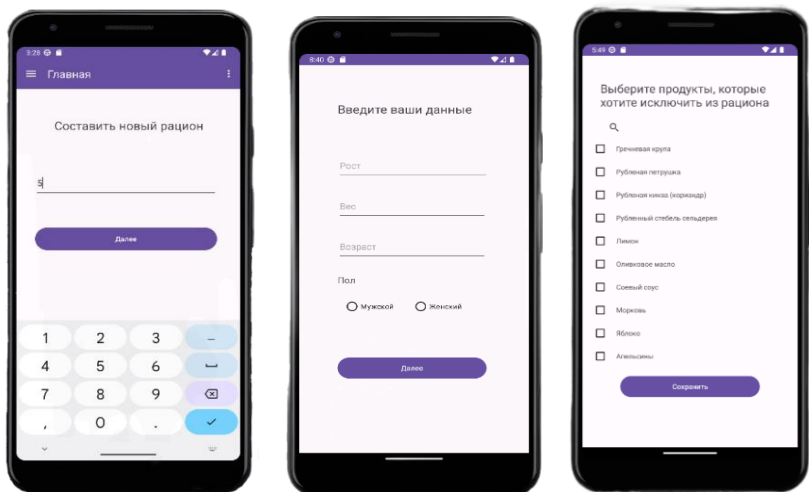 3:28
Главная
Составить новый рацион
5
Далее
1 2 3 –
4 5 6
7 8 9
, 0 .
8:40
Введите ваши данные
Рост
Вес
Возраст
Пол
Мужской Женский
Далее
5:49
Выберите продукты, которые
хотите исключить из рациона
Гречневая крупа
Рубленая петрушка
Рубленая кинза (кориандр)
Рубленный стебель сельдерея
Лимон
Оливковое масло
Соевый соус
Морковь
Яблоко
Апельсины
Сохранить